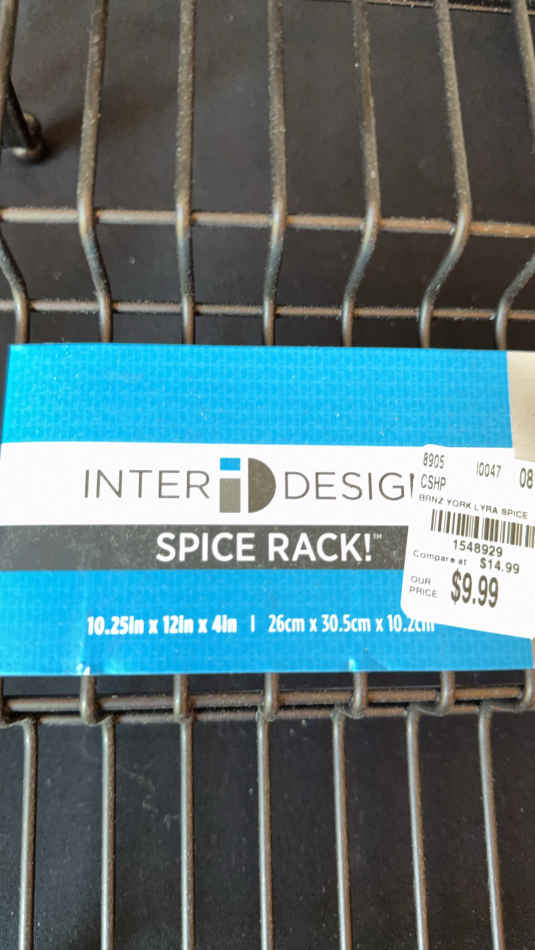 INTER DESIG
SPICE RACK!™
10.25in x 12in x 4in | 26cm x 30.5cm x 10.2cm
8905 10047 08
CSHP
BRNZ YORK LYRA SPICE
1548929
Compare at $14.99
OUR PRICE $9.99